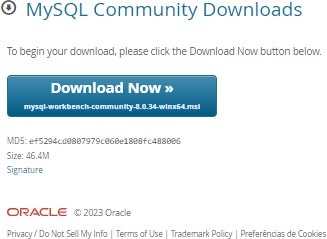 MySQL Community Downloads
To begin your download, please click the Download Now button below.
Download Now »
mysql-workbench-community-8.0.34-winx64.msi
MD5: ef5294cd0807979c060e1808fc488006
Size: 46.4M
Signature
ORACLE © 2023 Oracle
Privacy / Do Not Sell My Info | Terms of Use | Trademark Policy | Preferências de Cookies